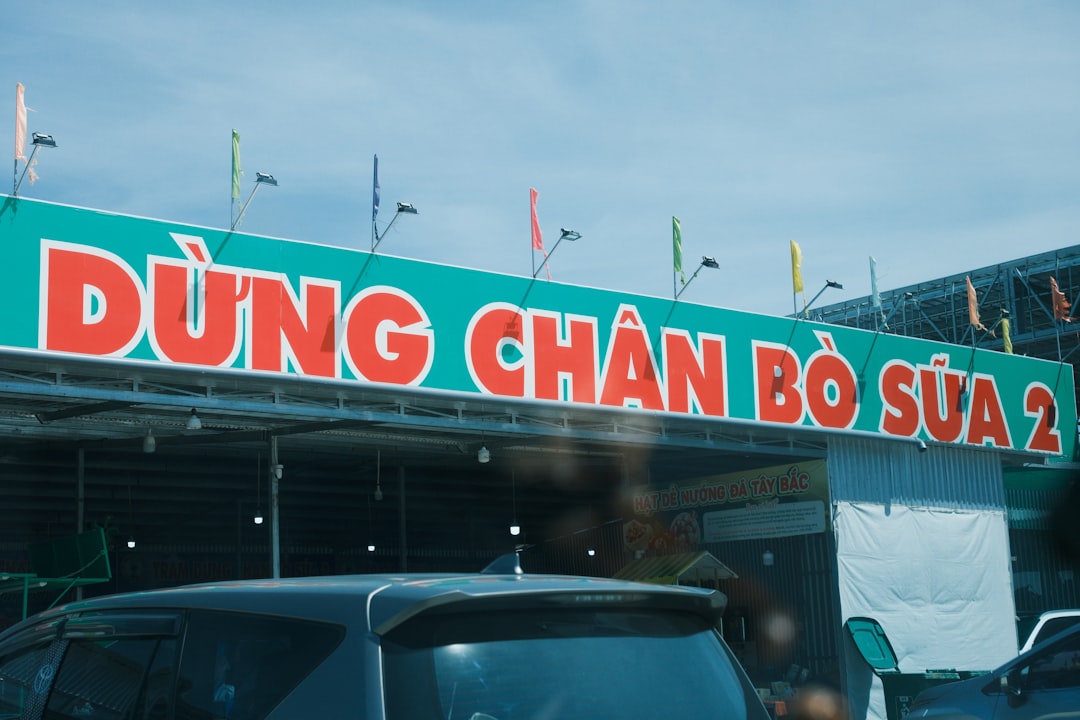 DỪNG CHÂN BÒ SỮA 2
HẠT DẺ NƯỚNG ĐÁ TÂY BẮC